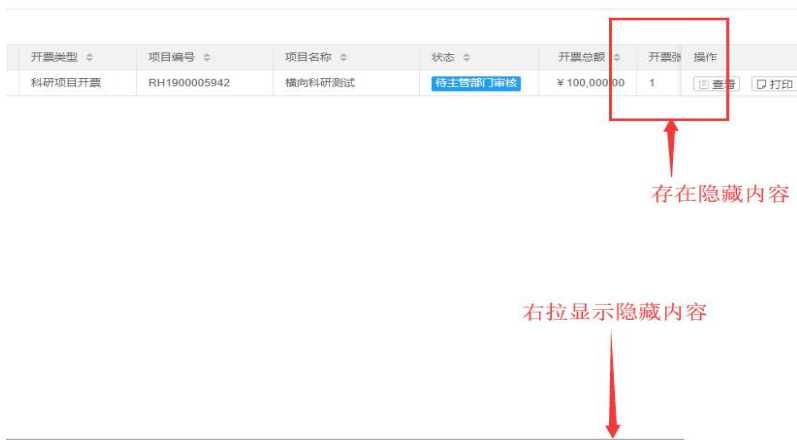 开票类型 项目编号 项目名称 状态 开票总额 开票张 操作
科研项目开票 RH1900005942 横向科研测试 待主管部门审核 ¥100,000.00 1 查看 打印
存在隐藏内容
右拉显示隐藏内容